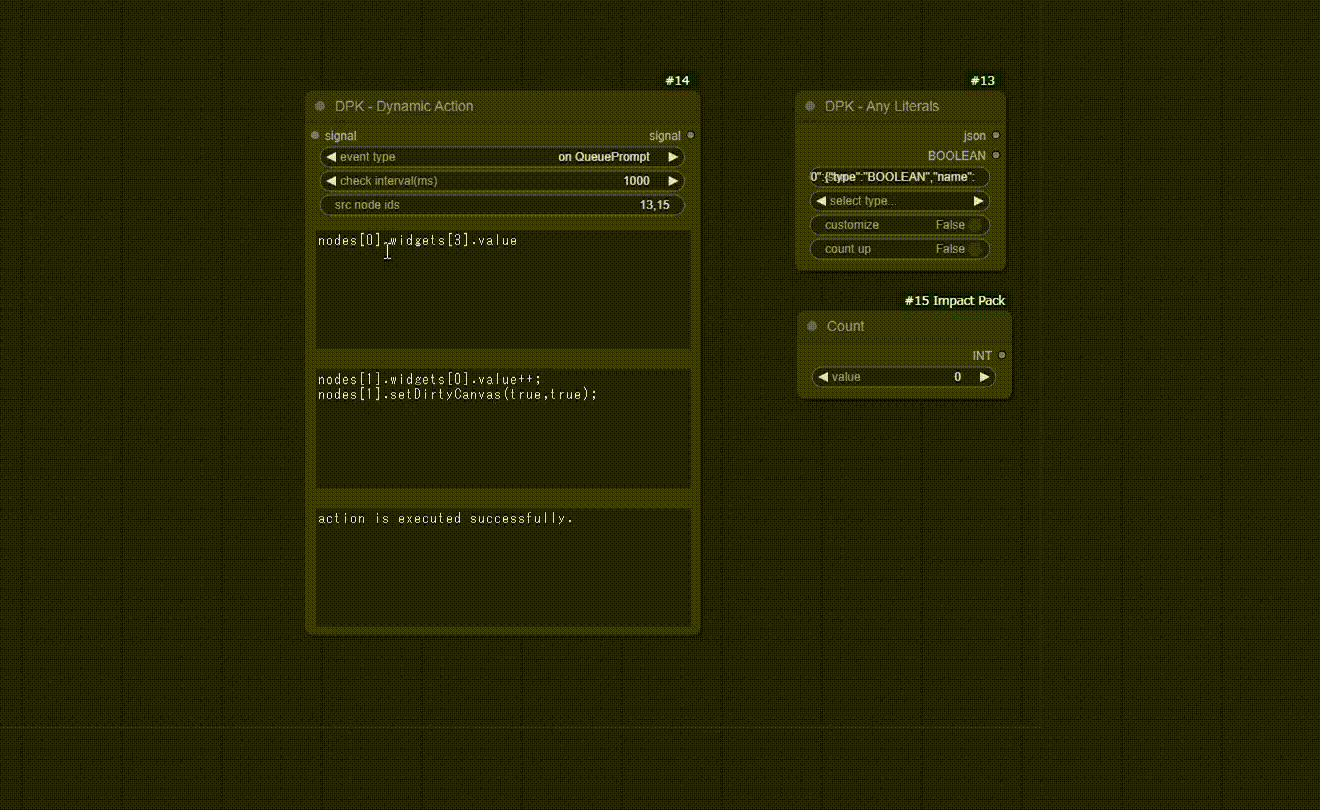 #14
DPK - Dynamic Action
signal signal
event type on QueuePrompt
check interval(ms) 1000
src node ids 13,15
nodes[0].widgets[3].value
nodes[1].widgets[0].value++;
nodes[1].setDirtyCanvas(true,true);
action is executed successfully.
#13
DPK - Any Literals
json
BOOLEAN
0":{"type":"BOOLEAN","name":
select type...
customize False
count up False
#15 Impact Pack
Count
INT
value 0